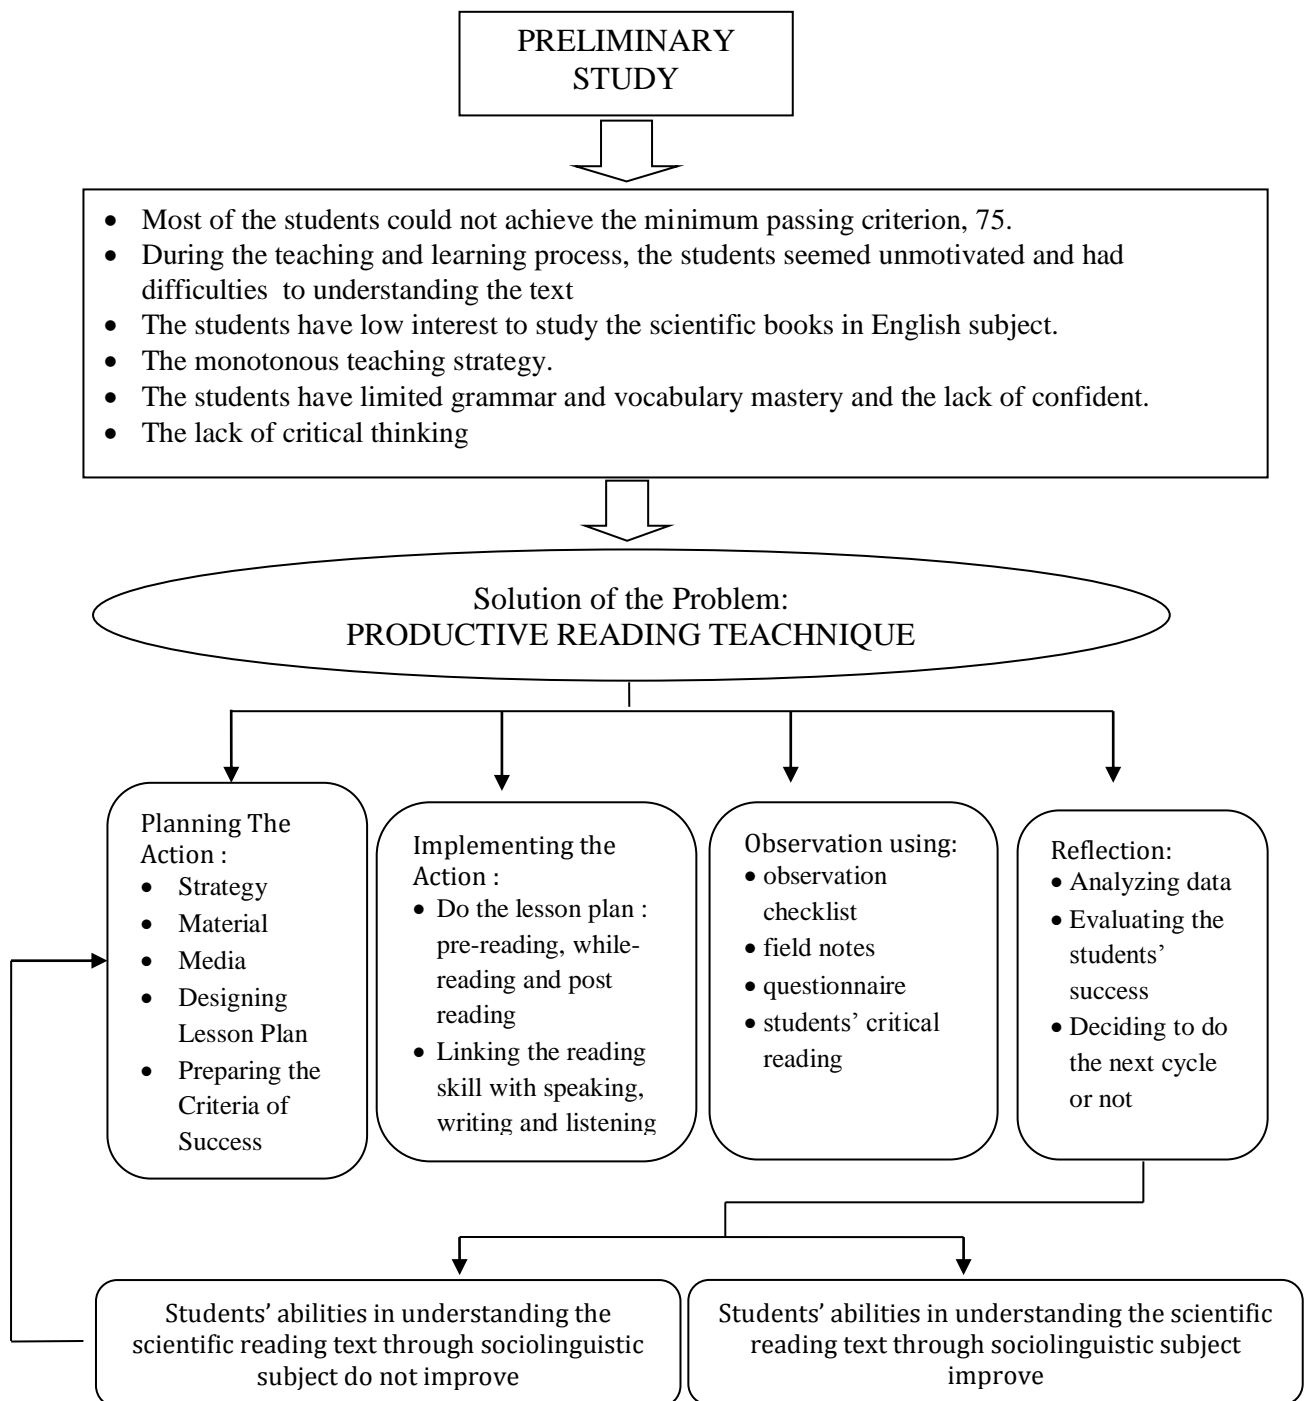 PRELIMINARY
STUDY
• Most of the students could not achieve the minimum passing criterion, 75.
• During the teaching and learning process, the students seemed unmotivated and had
difficulties to understanding the text
• The students have low interest to study the scientific books in English subject.
• The monotonous teaching strategy.
• The students have limited grammar and vocabulary mastery and the lack of confident.
• The lack of critical thinking
Solution of the Problem:
PRODUCTIVE READING TEACHNIQUE
Planning The
Action :
• Strategy
• Material
• Media
• Designing
Lesson Plan
• Preparing the
Criteria of
Success
Implementing the
Action :
• Do the lesson plan :
pre-reading, while-
reading and post
reading
• Linking the reading
skill with speaking,
writing and listening
Observation using:
• observation
checklist
• field notes
• questionnaire
• students’ critical
reading
Reflection:
• Analyzing data
• Evaluating the
students’
success
• Deciding to do
the next cycle
or not
Students’ abilities in understanding the
scientific reading text through sociolinguistic
subject do not improve
Students’ abilities in understanding the scientific
reading text through sociolinguistic subject
improve